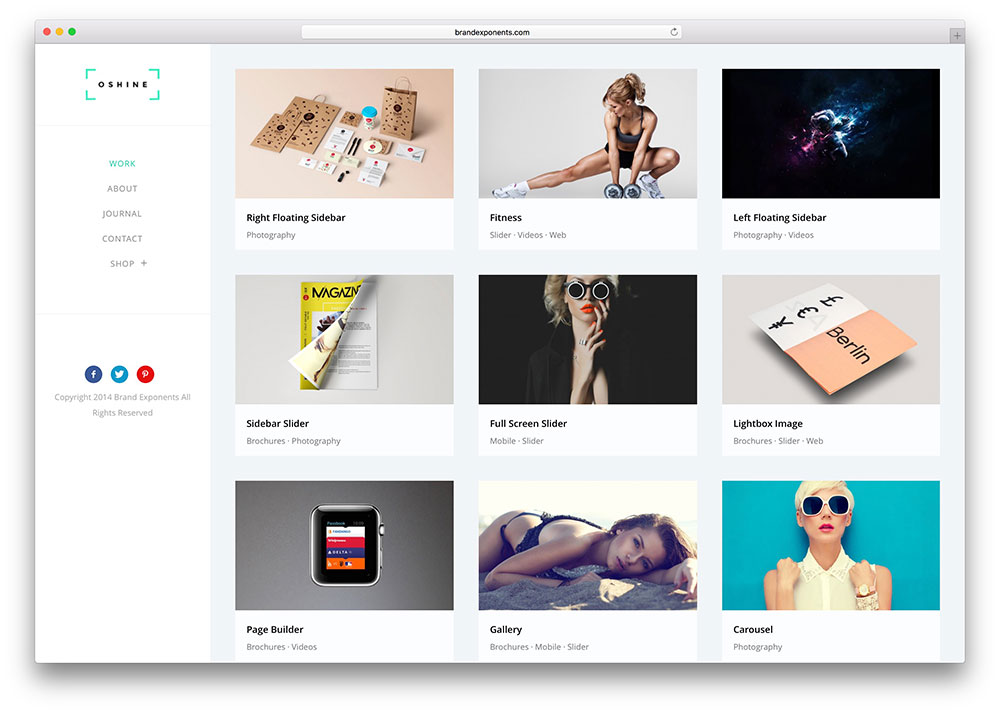 brandexponents.com
OSHINE
WORK
ABOUT
JOURNAL
CONTACT
SHOP +
Copyright 2014 Brand Exponents All
Rights Reserved
Right Floating Sidebar
Photography
Fitness
Slider · Videos · Web
Left Floating Sidebar
Photography · Videos
MAGAZIN
Sidebar Slider
Brochures · Photography
Full Screen Slider
Mobile · Slider
Berlin
Lightbox Image
Brochures · Slider · Web
Passbook
DELTA
Page Builder
Brochures · Videos
Gallery
Brochures · Mobile · Slider
Carousel
Photography